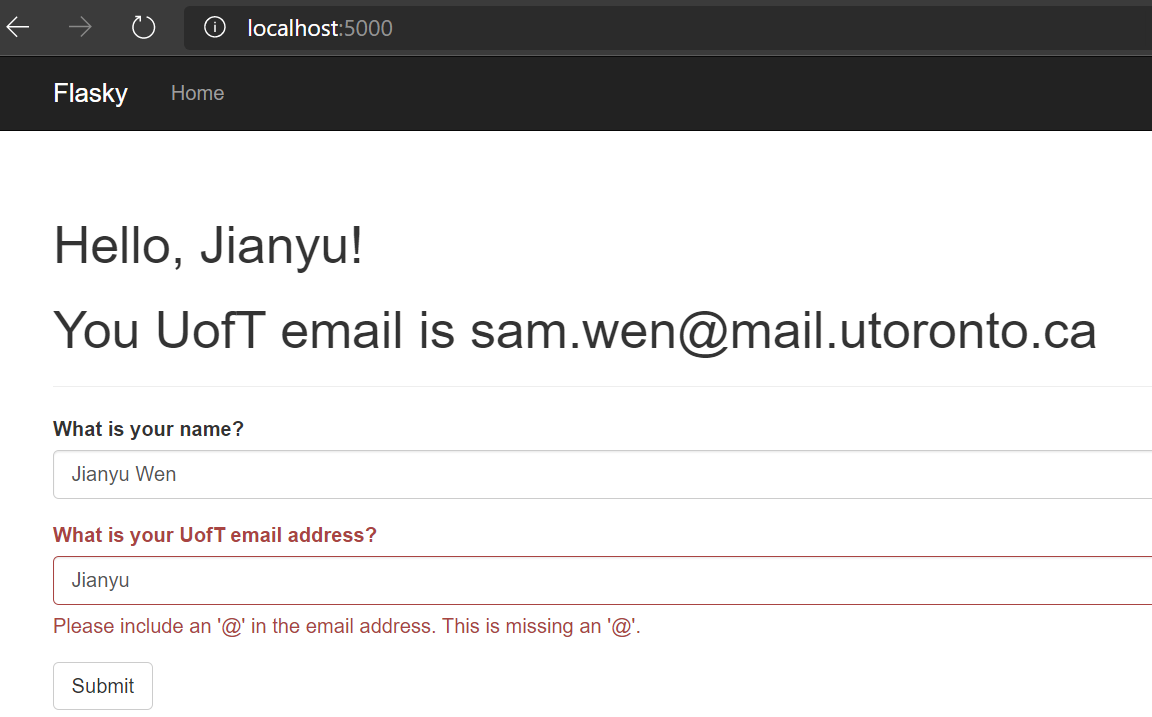 localhost:5000
Flasky Home
Hello, Jianyu!
You UofT email is sam.wen@mail.utoronto.ca
What is your name?
Jianyu Wen
What is your UofT email address?
Jianyu
Please include an '@' in the email address. This is missing an '@'.
Submit